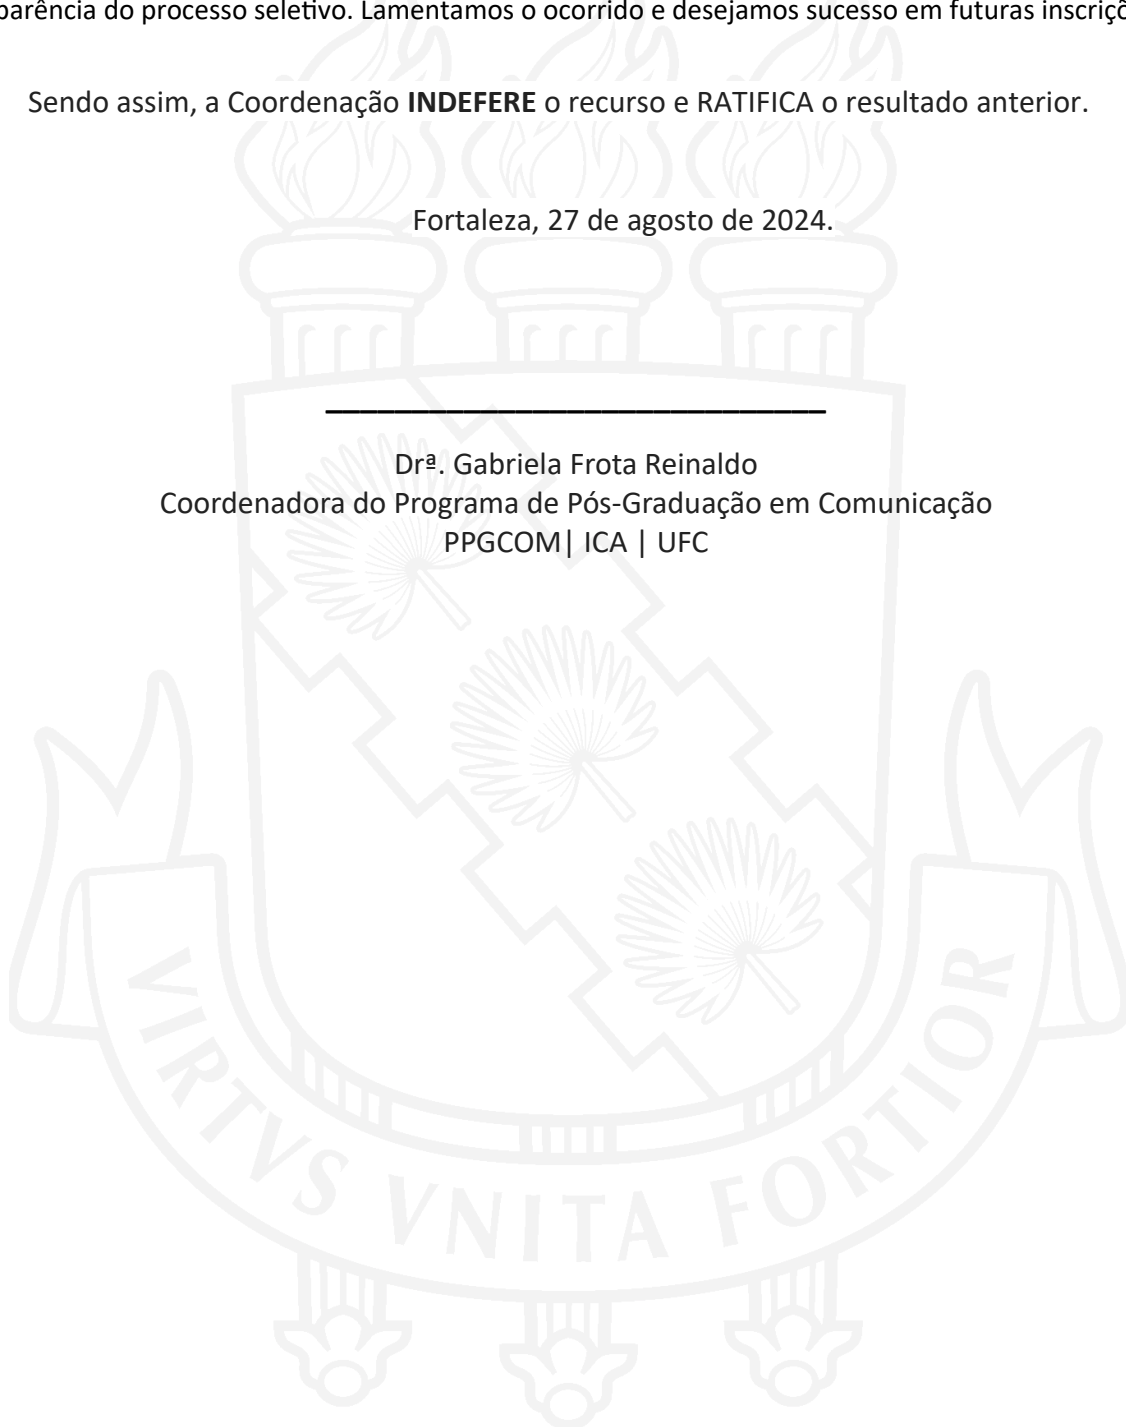 parência do processo seletivo. Lamentamos o ocorrido e desejamos sucesso em futuras inscriçõ
Sendo assim, a Coordenação INDEFERE o recurso e RATIFICA o resultado anterior.
Fortaleza, 27 de agosto de 2024.
Drª. Gabriela Frota Reinaldo
Coordenadora do Programa de Pós-Graduação em Comunicação
PPGCOM| ICA | UFC
VIRTVS VNITA FORTIOR